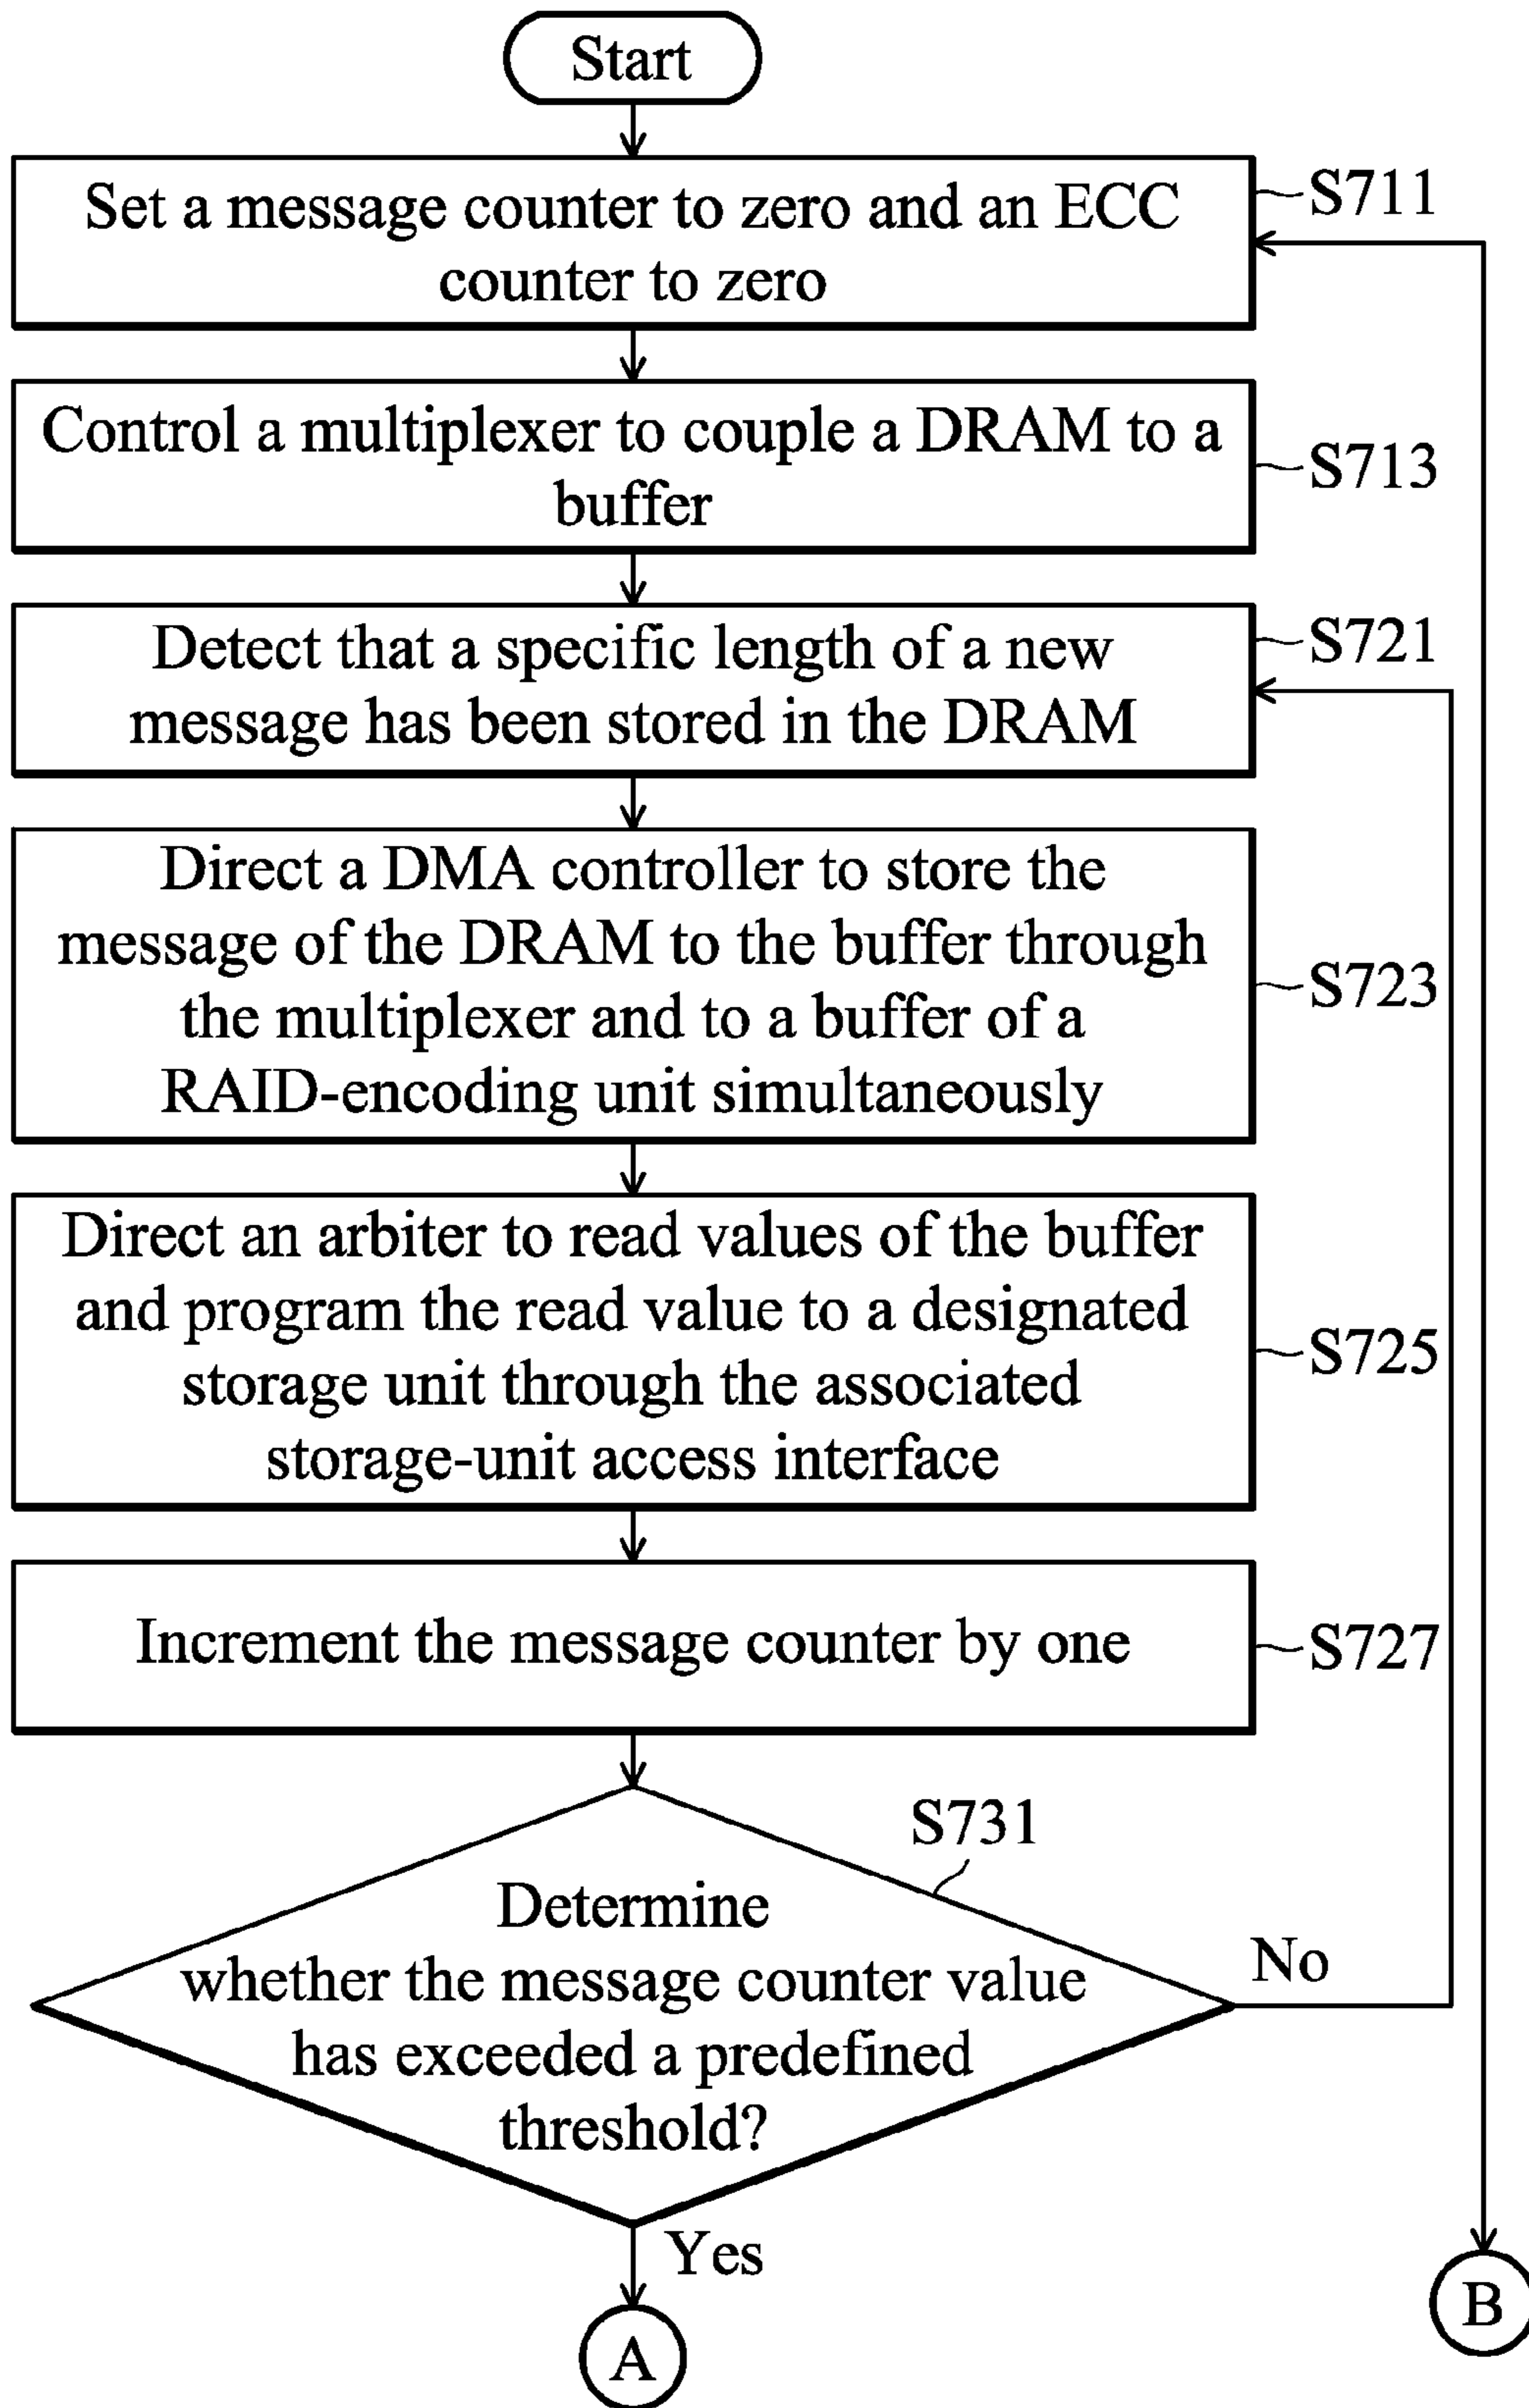 Start
Set a message counter to zero and an ECC
counter to zero
S711
Control a multiplexer to couple a DRAM to a
buffer
S713
Detect that a specific length of a new
message has been stored in the DRAM
S721
Direct a DMA controller to store the
message of the DRAM to the buffer through
the multiplexer and to a buffer of a
RAID-encoding unit simultaneously
S723
Direct an arbiter to read values of the buffer
and program the read value to a designated
storage unit through the associated
storage-unit access interface
S725
Increment the message counter by one
S727
S731
Determine
whether the message counter value
has exceeded a predefined
threshold?
No
Yes
A
B